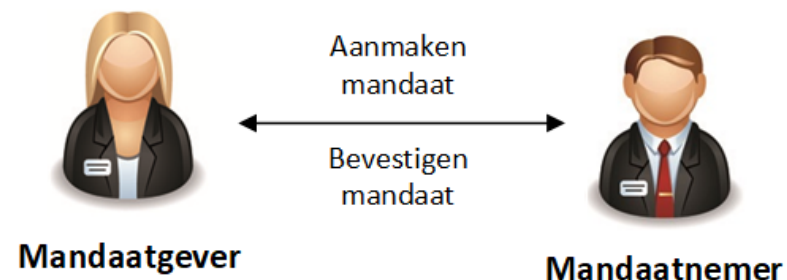 Aanmaken
mandaat
Bevestigen
mandaat
Mandaatgever
Mandaatnemer